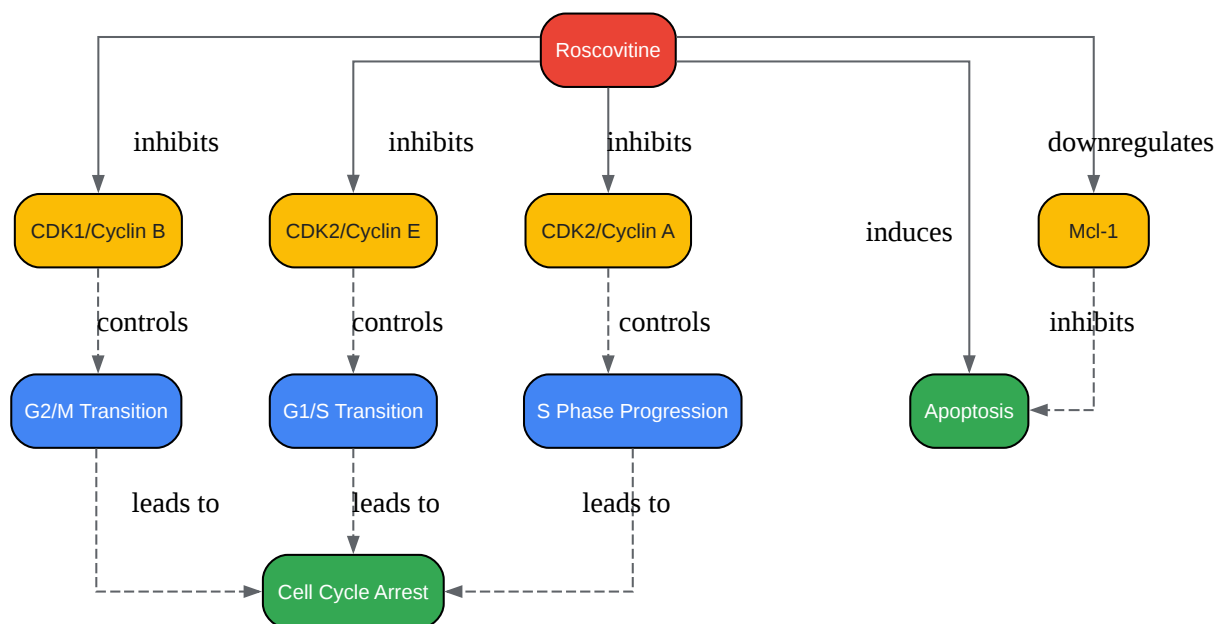 Roscovitine
inhibits
inhibits
inhibits
downregulates
CDK1/Cyclin B
CDK2/Cyclin E
CDK2/Cyclin A
induces
Mcl-1
controls
controls
controls
inhibits
G2/M Transition
G1/S Transition
S Phase Progression
Apoptosis
leads to
leads to
leads to
Cell Cycle Arrest